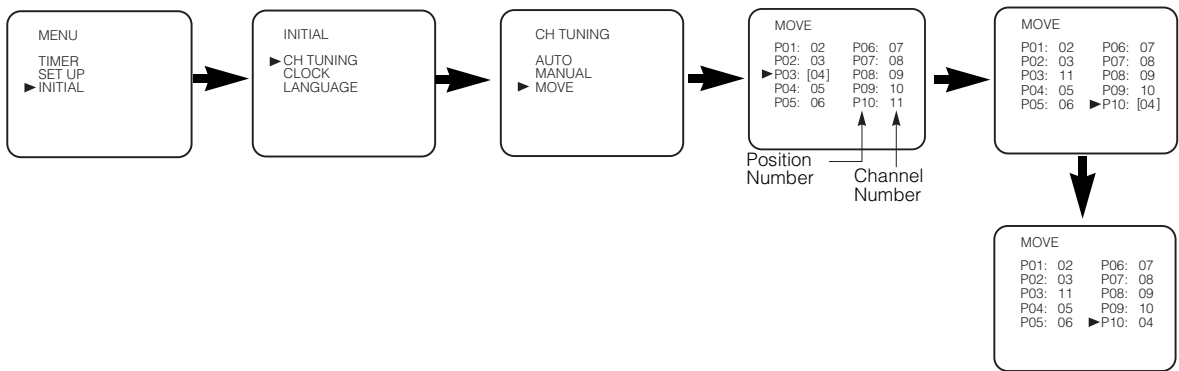 MENU
TIMER
SET UP
►INITIAL
INITIAL
►CH TUNING
CLOCK
LANGUAGE
CH TUNING
AUTO
MANUAL
► MOVE
MOVE
P01: 02 P06: 07
P02: 03 P07: 08
►P03: [04] P08: 09
P04: 05 P09: 10
P05: 06 P10: 11
Position
Number
Channel
Number
MOVE
P01: 02 P06: 07
P02: 03 P07: 08
P03: 11 P08: 09
P04: 05 P09: 10
P05: 06 ►P10: [04]
MOVE
P01: 02 P06: 07
P02: 03 P07: 08
P03: 11 P08: 09
P04: 05 P09: 10
P05: 06 ►P10: 04